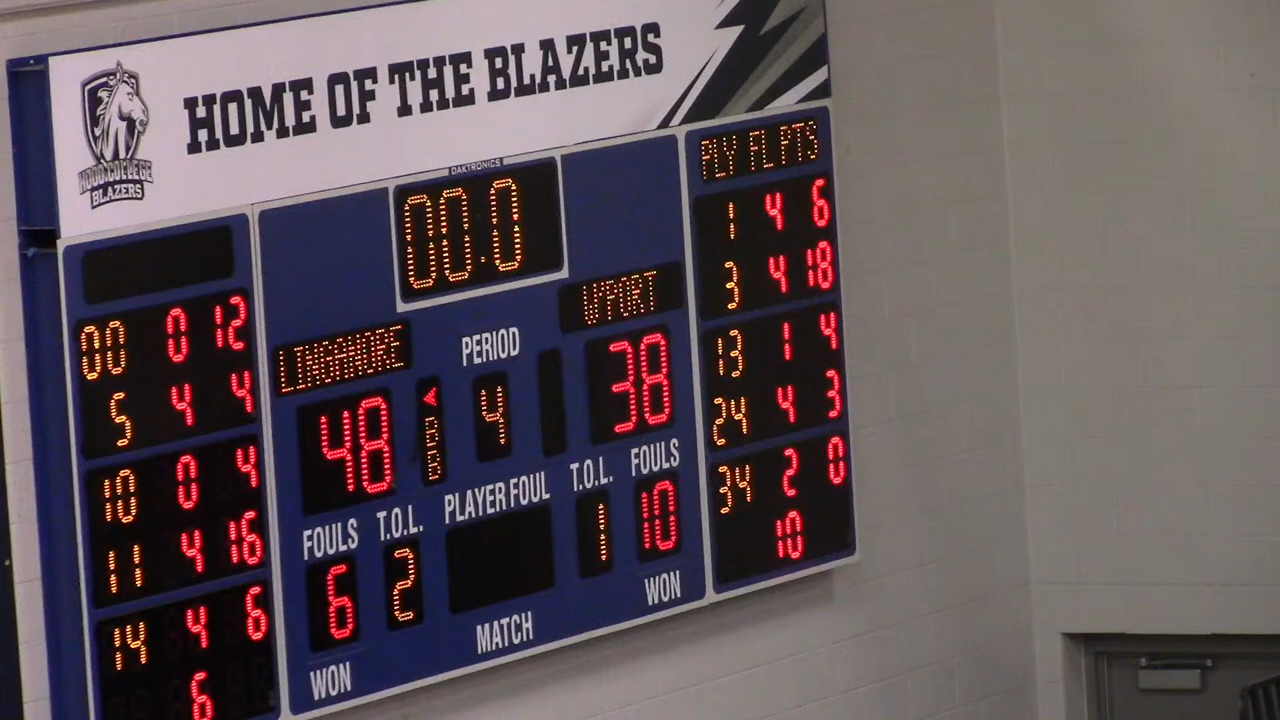 HOME OF THE BLAZERS
HOOD COLLEGE
BLAZERS
DAKTRONICS
00.0
PLY FL PTS
1 4 6
3 4 18
13 1 4
24 4 3
34 2 0
10
00 0 12
5 4 4
10 0 4
11 4 16
14 4 6
6
LINGANORE
W'PORT
PERIOD
48
B
B
4
38
FOULS
T.O.L.
PLAYER FOUL
T.O.L.
FOULS
6
2
1
10
WON
MATCH
WON